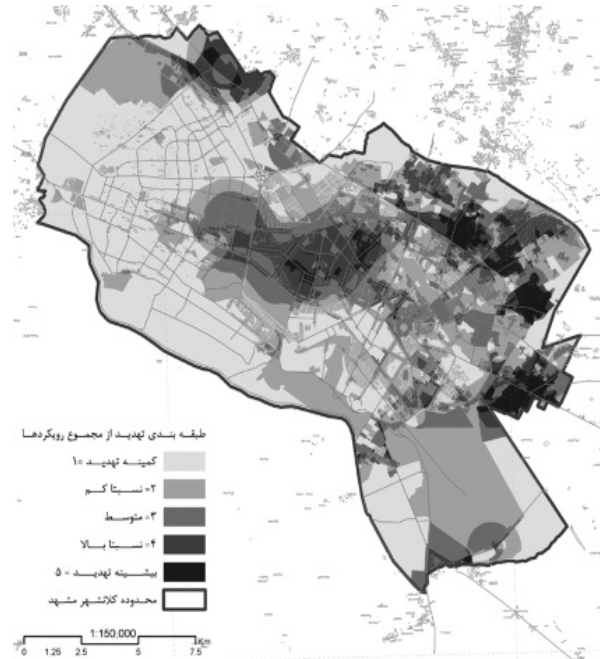 طبقه بندی تهدید از مجموع رویکردها
کمینه تهدید =۱
۲= نسبتا کم
۳= متوسط
۴= نسبتا بالا
بیشینه تهدید = ۵
محدوده کلانشهر مشهد
1:150,000
0 1.25 2.5 5 7.5 Km